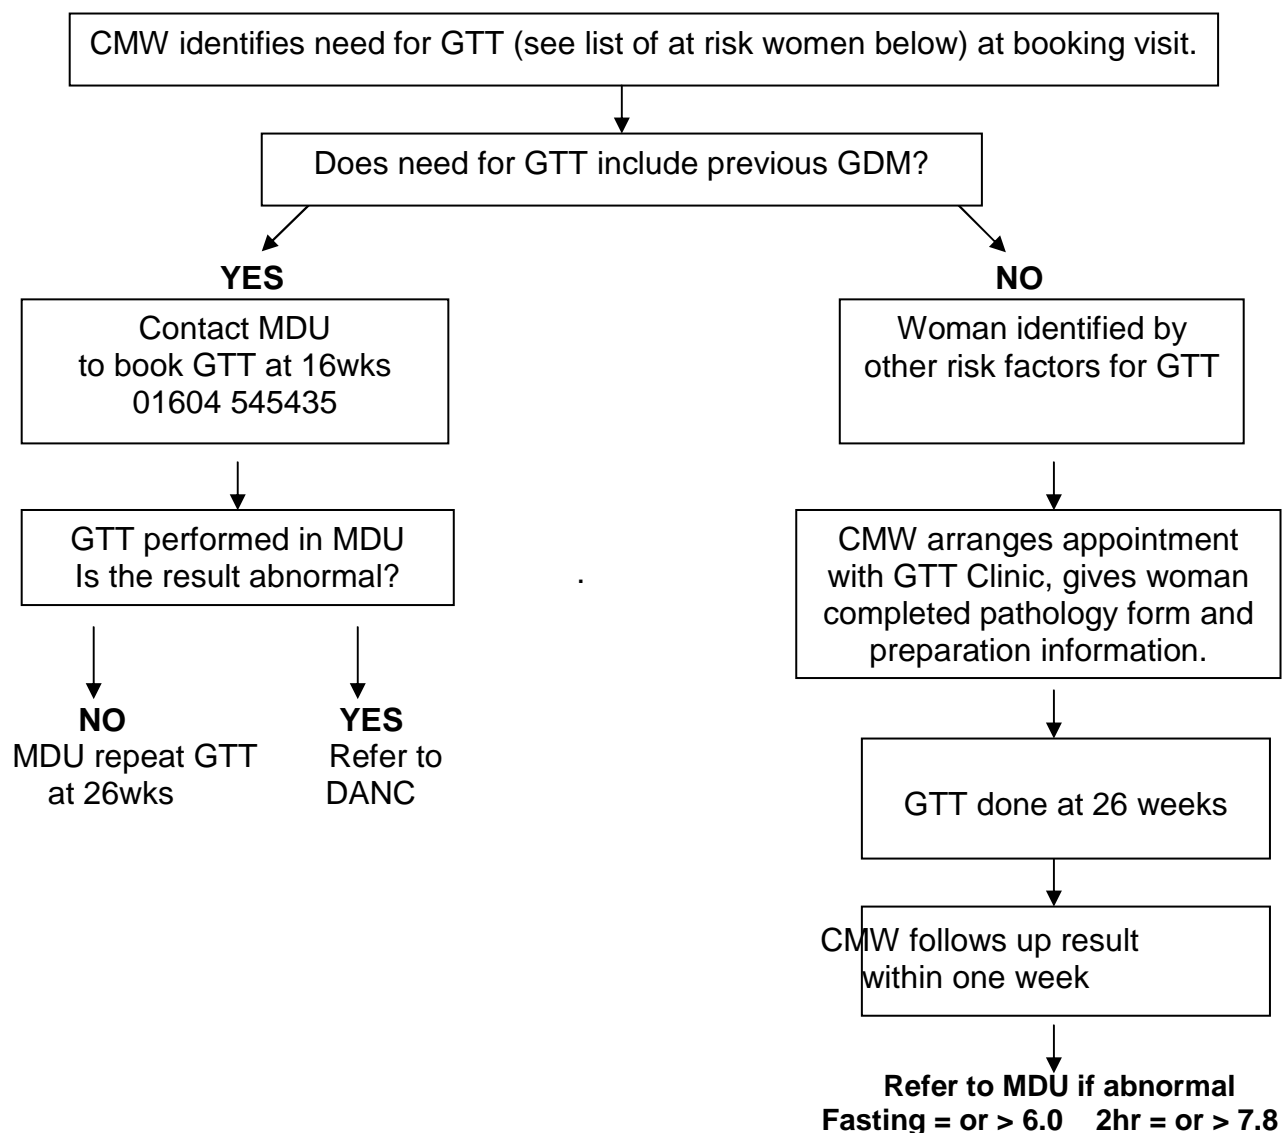 CMW identifies need for GTT (see list of at risk women below) at booking visit.
Does need for GTT include previous GDM?
YES
Contact MDU
to book GTT at 16wks
01604 545435
GTT performed in MDU
Is the result abnormal?
.
NO
MDU repeat GTT
at 26wks
YES
Refer to
DANC
NO
Woman identified by
other risk factors for GTT
CMW arranges appointment
with GTT Clinic, gives woman
completed pathology form and
preparation information.
GTT done at 26 weeks
CMW follows up result
within one week
Refer to MDU if abnormal
Fasting = or > 6.0 2hr = or > 7.8